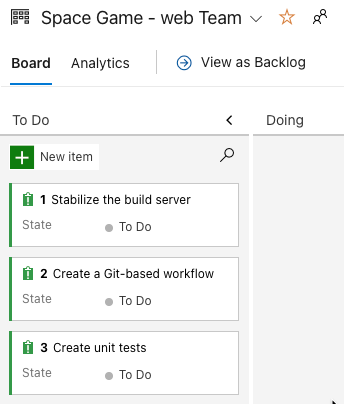 Space Game - web Team
Board Analytics View as Backlog
To Do Doing
New item
1 Stabilize the build server
State To Do
2 Create a Git-based workflow
State To Do
3 Create unit tests
State To Do